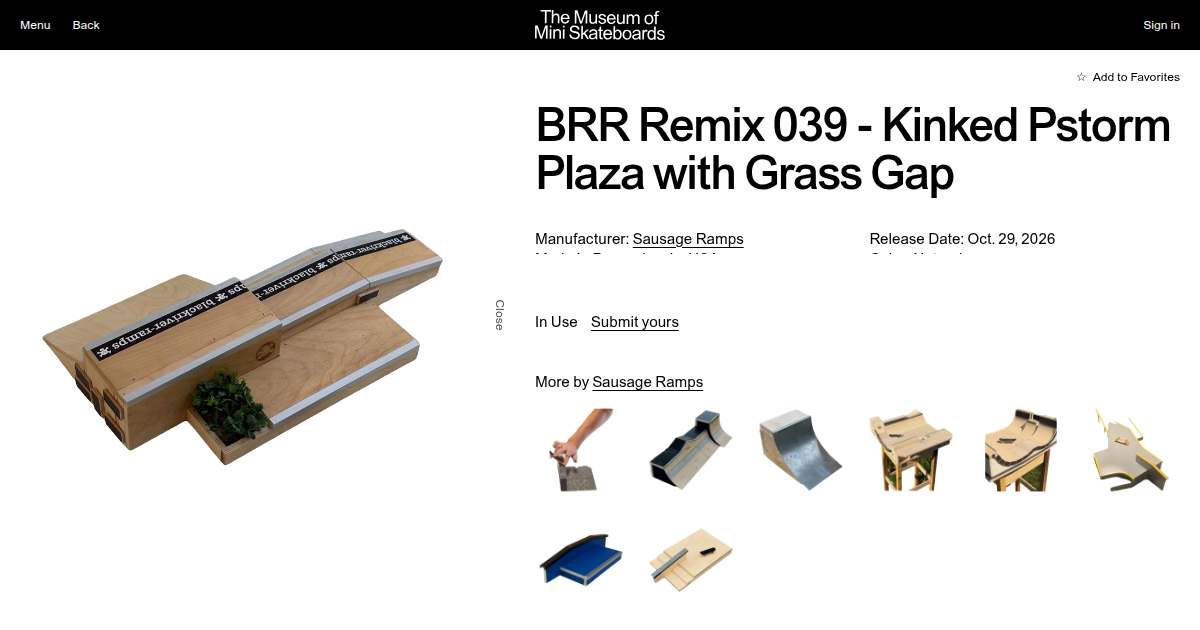 Menu
Back
The Museum of
Mini Skateboards
Sign in
☆ Add to Favorites
BRR Remix 039 - Kinked Pstorm
Plaza with Grass Gap
Manufacturer: Sausage Ramps
Release Date: Oct. 29, 2026
blackriver-ramps
blackriver-ramps
blackriver-ramps
Close
In Use
Submit yours
More by Sausage Ramps